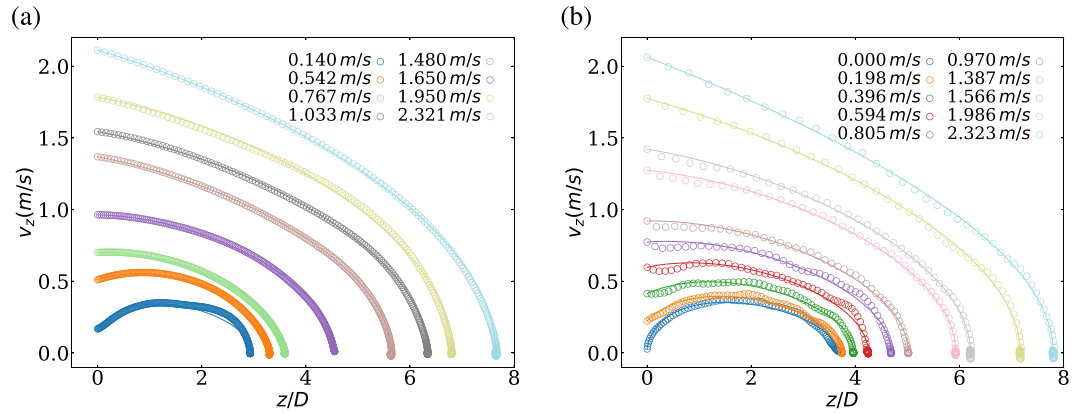 (a)
(b)
0.140 m/s 1.480 m/s
0.542 m/s 1.650 m/s
0.767 m/s 1.950 m/s
1.033 m/s 2.321 m/s
2.0
1.5
1.0
0.5
0.0
0 2 4 6 8
v_z(m/s)
z/D
0.000 m/s 0.970 m/s
0.198 m/s 1.387 m/s
0.396 m/s 1.566 m/s
0.594 m/s 1.986 m/s
0.805 m/s 2.323 m/s
2.0
1.5
1.0
0.5
0.0
0 2 4 6 8
v_z(m/s)
z/D